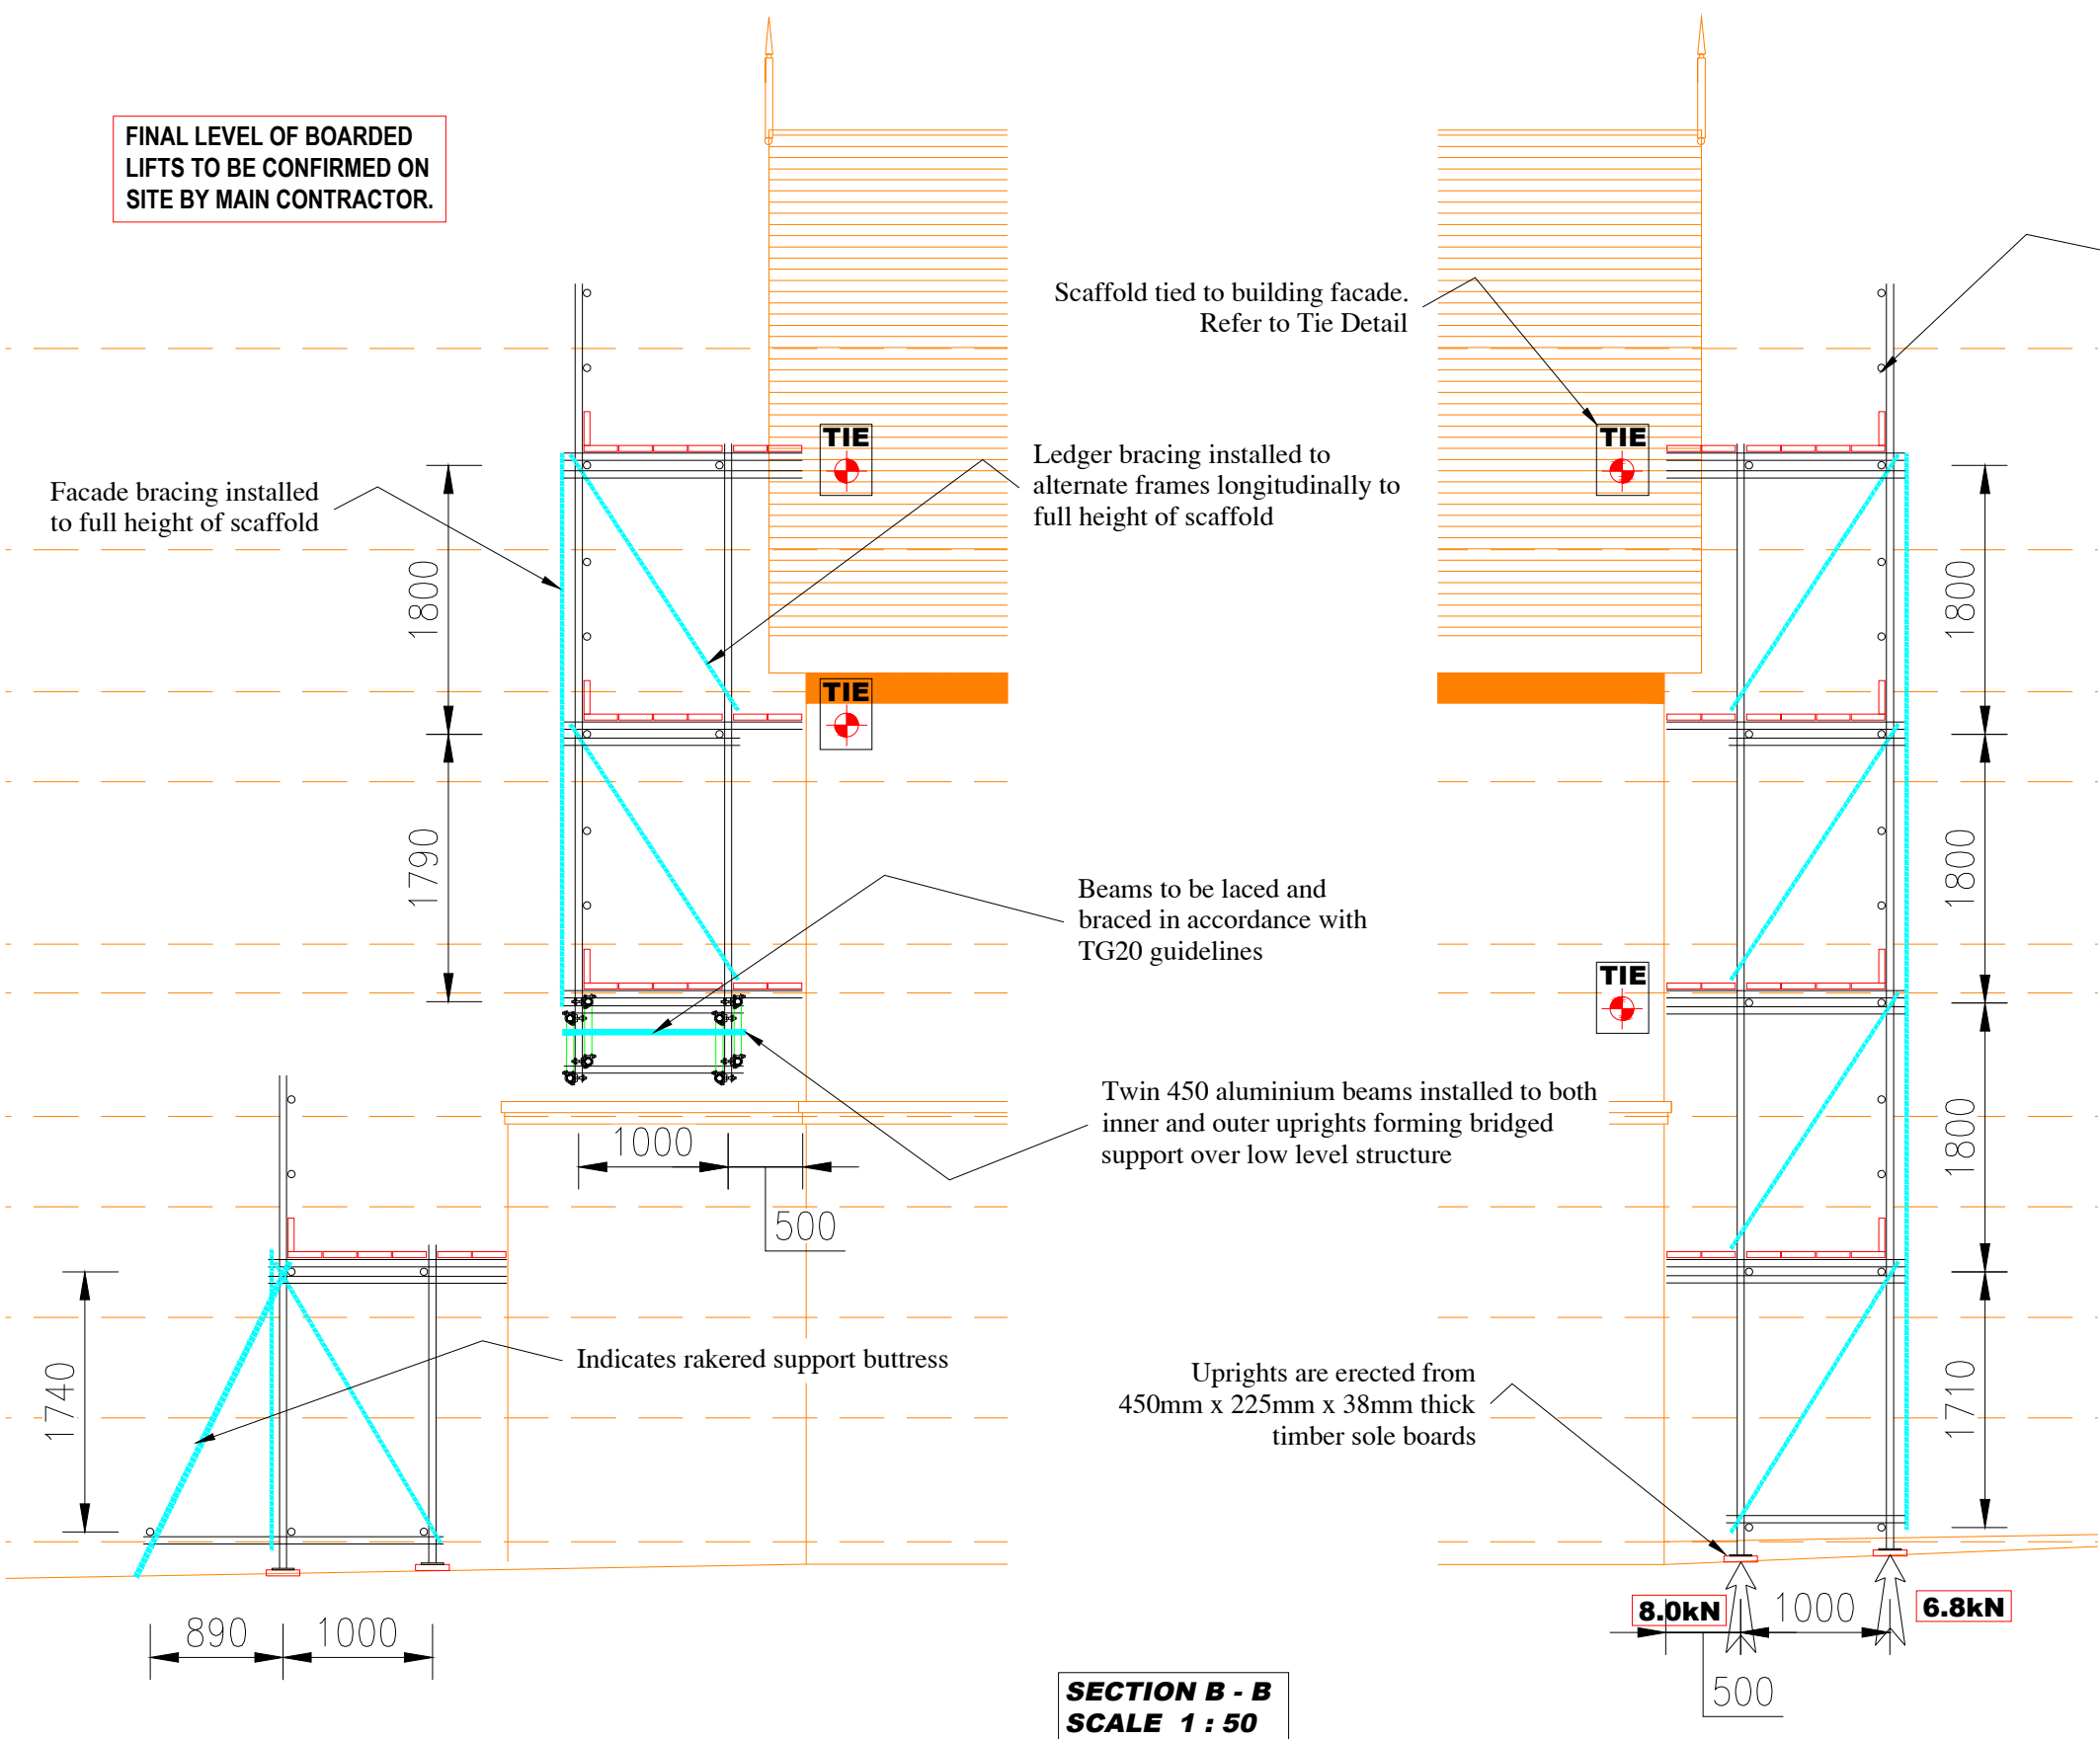 FINAL LEVEL OF BOARDED
LIFTS TO BE CONFIRMED ON
SITE BY MAIN CONTRACTOR.
Scaffold tied to building facade.
Refer to Tie Detail
TIE
TIE
Facade bracing installed
to full height of scaffold
Ledger bracing installed to
alternate frames longitudinally to
full height of scaffold
1800
1800
TIE
1790
1800
Beams to be laced and
braced in accordance with
TG20 guidelines
TIE
Twin 450 aluminium beams installed to both
inner and outer uprights forming bridged
support over low level structure
1000
500
1800
Indicates rakered support buttress
1740
Uprights are erected from
450mm x 225mm x 38mm thick
timber sole boards
1710
890
1000
8.0kN
1000
6.8kN
500
SECTION B - B
SCALE 1 : 50